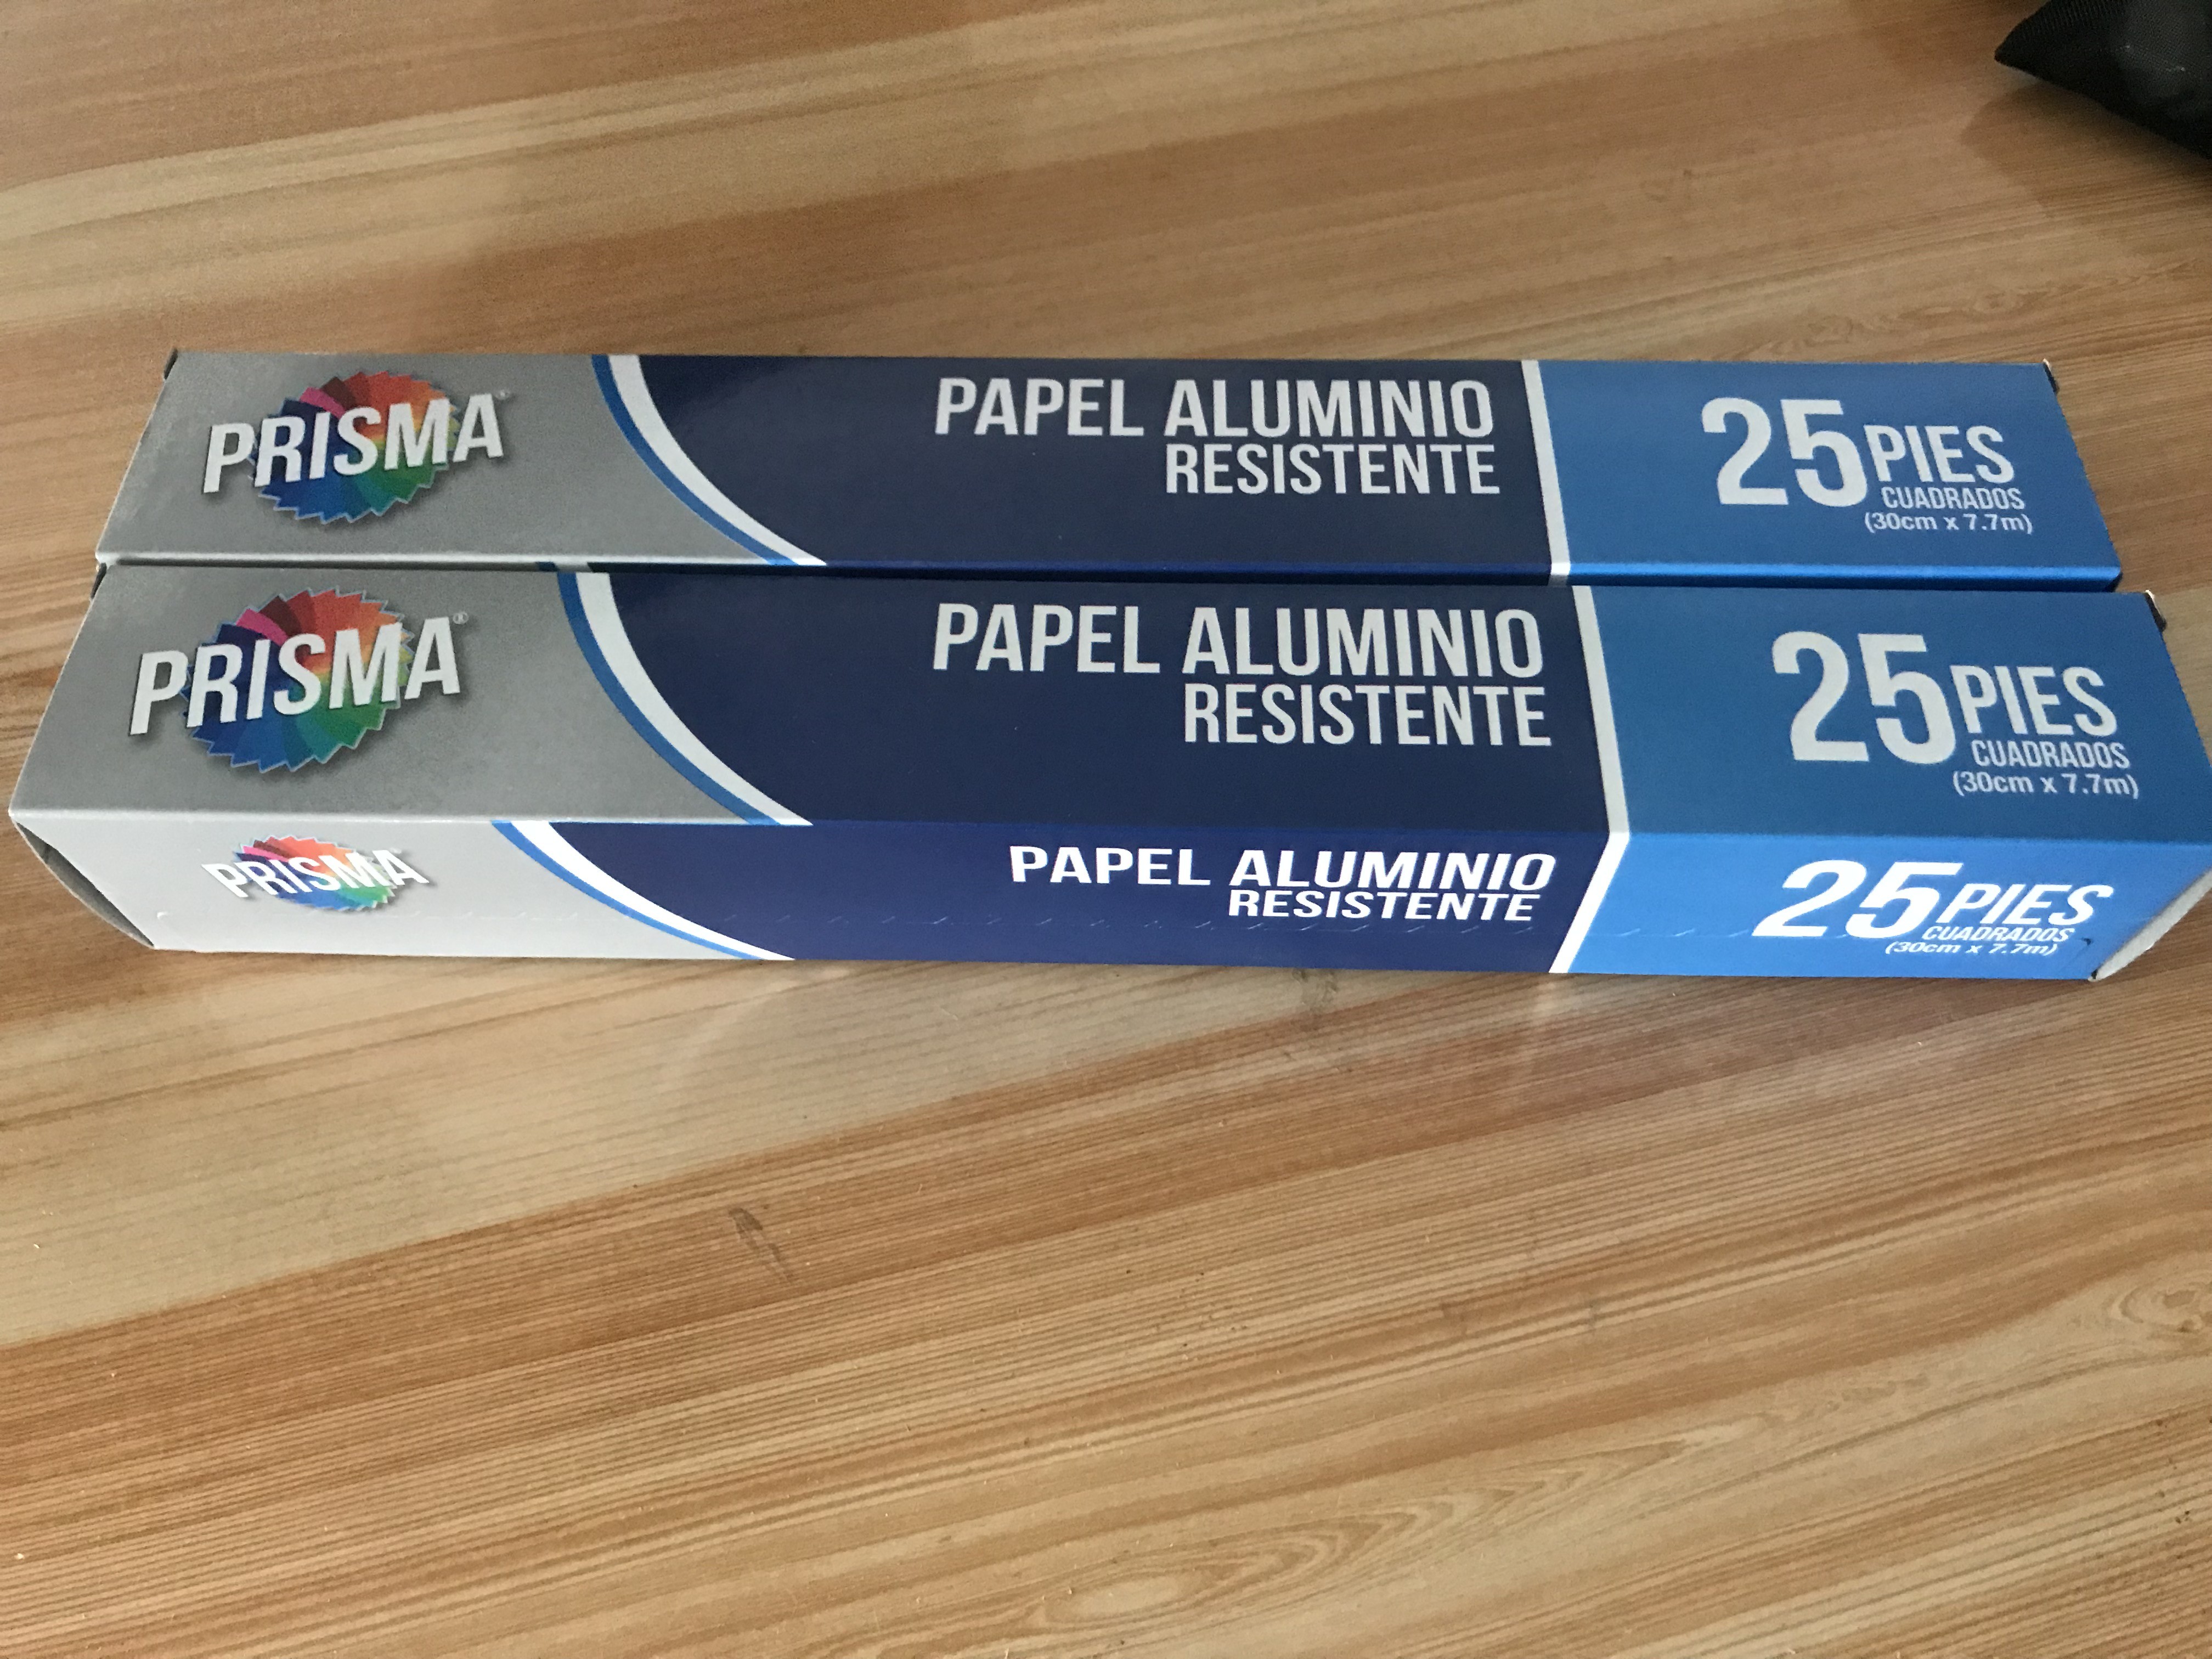 PRISMA®
PAPEL ALUMINIO
RESISTENTE
25 PIES
CUADRADOS
(30cm x 7.7m)
PRISMA®
PAPEL ALUMINIO
RESISTENTE
25 PIES
CUADRADOS
(30cm x 7.7m)
PRISMA
PAPEL ALUMINIO
RESISTENTE
25 PIES
CUADRADOS
(30cm x 7.7m)